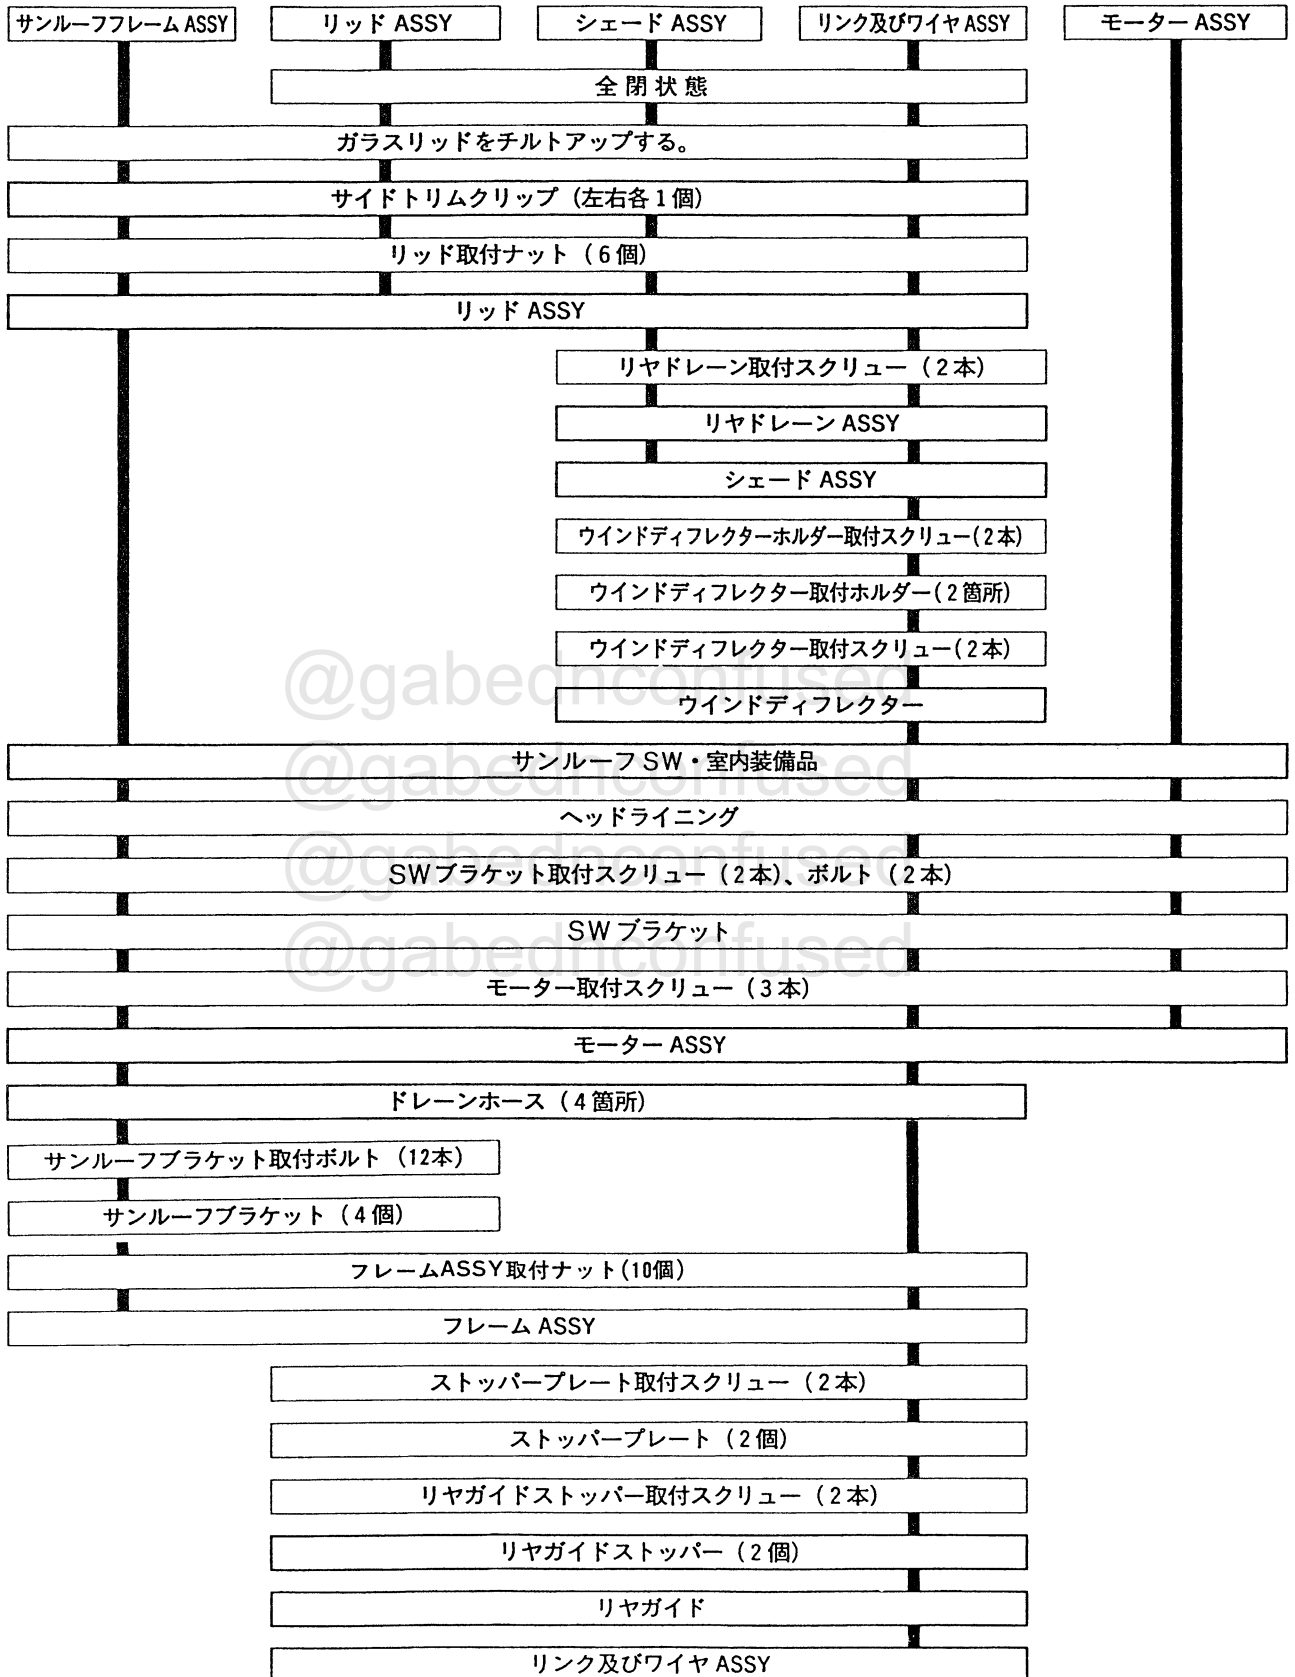 サンルーフフレーム ASSY
リッド ASSY
シェード ASSY
リンク及びワイヤ ASSY
モーター ASSY
全閉状態
ガラスリッドをチルトアップする。
サイドトリムクリップ (左右各1個)
リッド取付ナット (6個)
リッド ASSY
リヤドレーン取付スクリュー (2本)
リヤドレーン ASSY
シェード ASSY
ウインドディフレクターホルダー取付スクリュー(2本)
ウインドディフレクター取付ホルダー(2箇所)
ウインドディフレクター取付スクリュー(2本)
@gabednconfused
ウインドディフレクター
サンルーフ SW・室内装備品
@gabednconfused
ヘッドライニング
@gabednconfused
SWブラケット取付スクリュー (2本)、ボルト (2本)
SW ブラケット
@gabednconfused
モーター取付スクリュー (3本)
モーター ASSY
ドレーンホース (4箇所)
サンルーフブラケット取付ボルト (12本)
サンルーフブラケット (4個)
フレームASSY取付ナット(10個)
フレーム ASSY
ストッパープレート取付スクリュー (2本)
ストッパープレート (2個)
リヤガイドストッパー取付スクリュー (2本)
リヤガイドストッパー (2個)
リヤガイド
リンク及びワイヤ ASSY